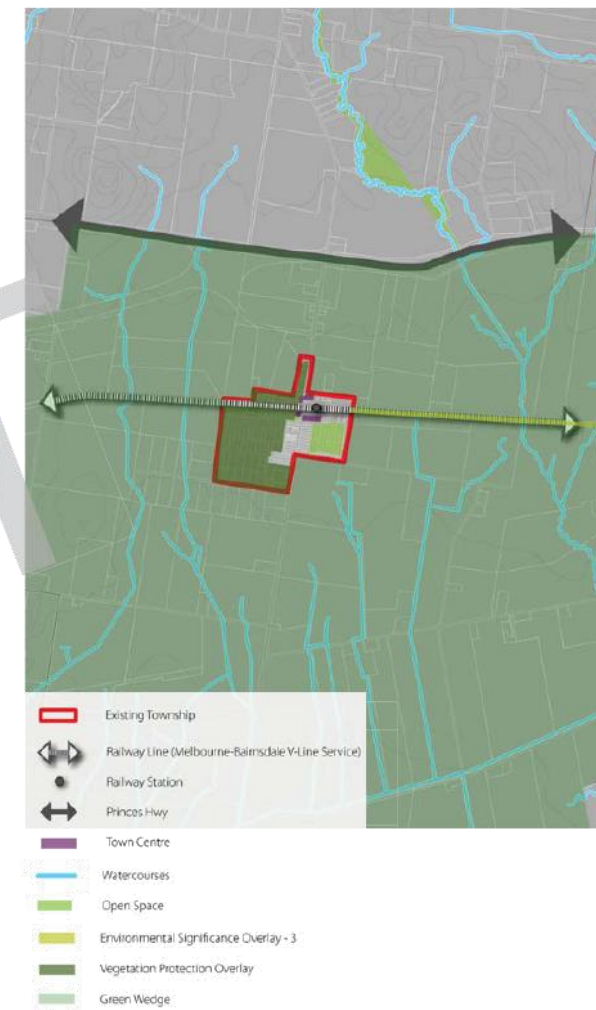 Existing Township
Railway Line (Melbourne-Bairnsdale V-Line Service)
Railway Station
Princes Hwy
Town Centre
Watercourses
Open Space
Environmental Significance Overlay - 3
Vegetation Protection Overlay
Green Wedge